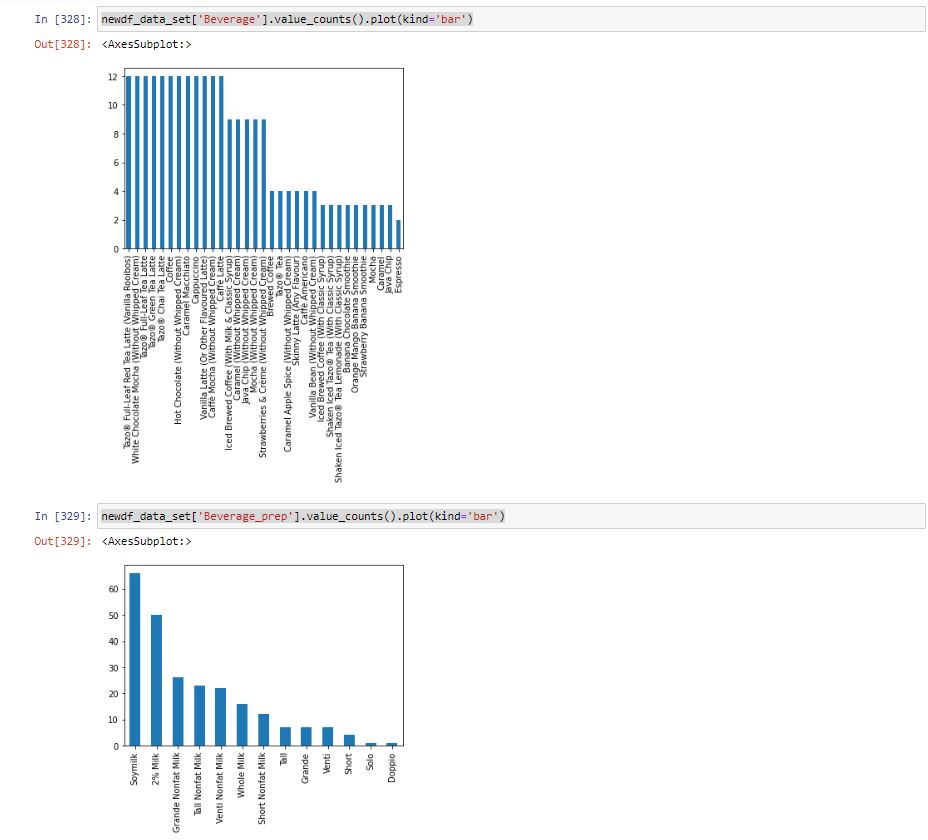 In [328]: newdf_data_set['Beverage'].value_counts().plot(kind='bar')
Out[328]: <AxesSubplot:>
12
10
8
6
4
2
0
Tazo® Full-Leaf Red Tea Latte (Vanilla Rooibos)
White Chocolate Mocha (Without Whipped Cream)
Tazo® Full-Leaf Tea Latte
Tazo® Green Tea Latte
Tazo® Chai Tea Latte
Coffee
Hot Chocolate (Without Whipped Cream)
Caramel Macchiato
Cappuccino
Vanilla Latte (Or Other Flavoured Latte)
Caffè Mocha (Without Whipped Cream)
Caffè Latte
Iced Brewed Coffee (With Milk & Classic Syrup)
Caramel (Without Whipped Cream)
Java Chip (Without Whipped Cream)
Mocha (Without Whipped Cream)
Strawberries & Crème (Without Whipped Cream)
Brewed Coffee
Tazo® Tea
Caramel Apple Spice (Without Whipped Cream)
Skinny Latte (Any Flavour)
Caffè Americano
Vanilla Bean (Without Whipped Cream)
Iced Brewed Coffee (With Classic Syrup)
Shaken Iced Tazo® Tea (With Classic Syrup)
Shaken Iced Tazo® Tea Lemonade (With Classic Syrup)
Banana Chocolate Smoothie
Orange Mango Banana Smoothie
Strawberry Banana Smoothie
Mocha
Caramel
Java Chip
Espresso
In [329]: newdf_data_set['Beverage_prep'].value_counts().plot(kind='bar')
Out[329]: <AxesSubplot:>
60
50
40
30
20
10
0
Soymilk
2% Milk
Grande Nonfat Milk
Tall Nonfat Milk
Venti Nonfat Milk
Whole Milk
Short Nonfat Milk
Tall
Grande
Venti
Short
Solo
Doppio